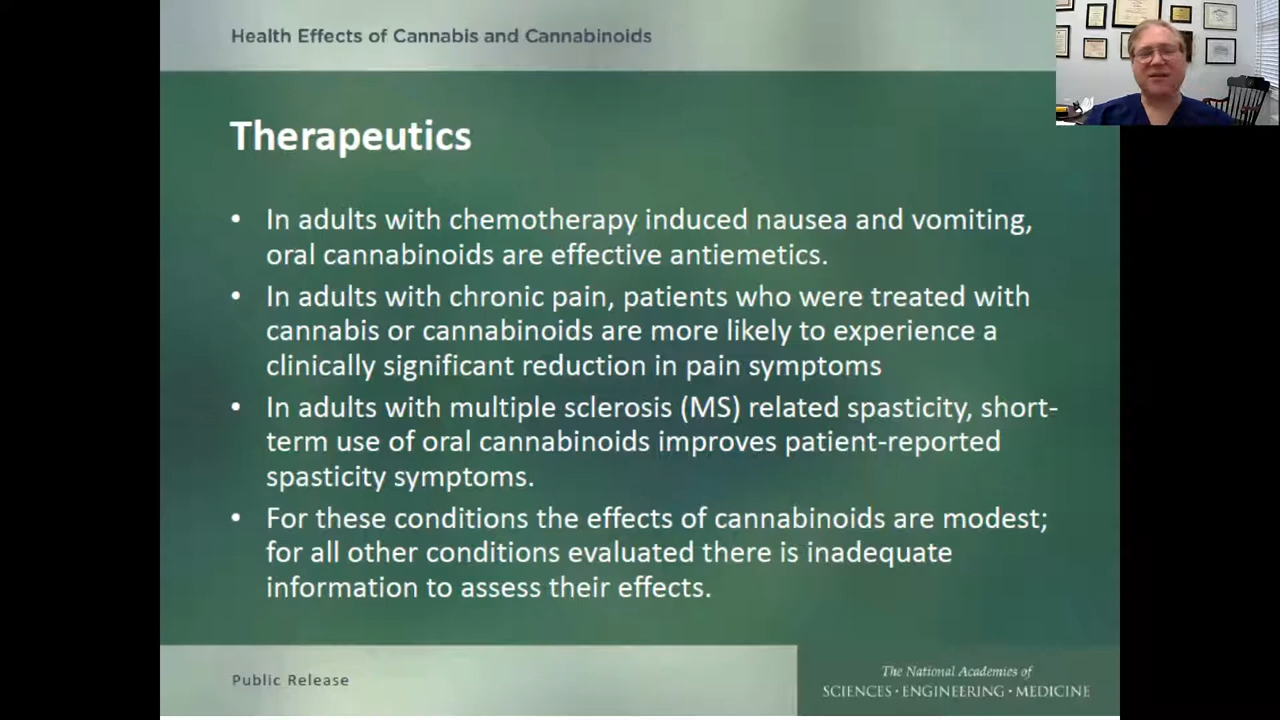 Health Effects of Cannabis and Cannabinoids
Therapeutics
• In adults with chemotherapy induced nausea and vomiting,
oral cannabinoids are effective antiemetics.
• In adults with chronic pain, patients who were treated with
cannabis or cannabinoids are more likely to experience a
clinically significant reduction in pain symptoms
• In adults with multiple sclerosis (MS) related spasticity, short-
term use of oral cannabinoids improves patient-reported
spasticity symptoms.
• For these conditions the effects of cannabinoids are modest;
for all other conditions evaluated there is inadequate
information to assess their effects.
Public Release
The National Academies of
SCIENCES · ENGINEERING · MEDICINE